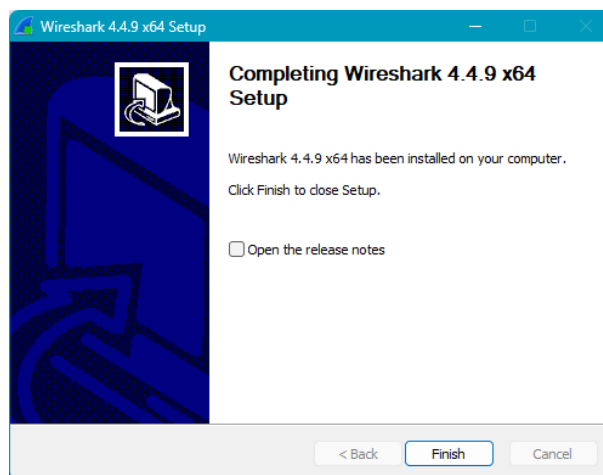 Wireshark 4.4.9 x64 Setup
Completing Wireshark 4.4.9 x64
Setup
Wireshark 4.4.9 x64 has been installed on your computer.
Click Finish to close Setup.
Open the release notes
< Back Finish Cancel